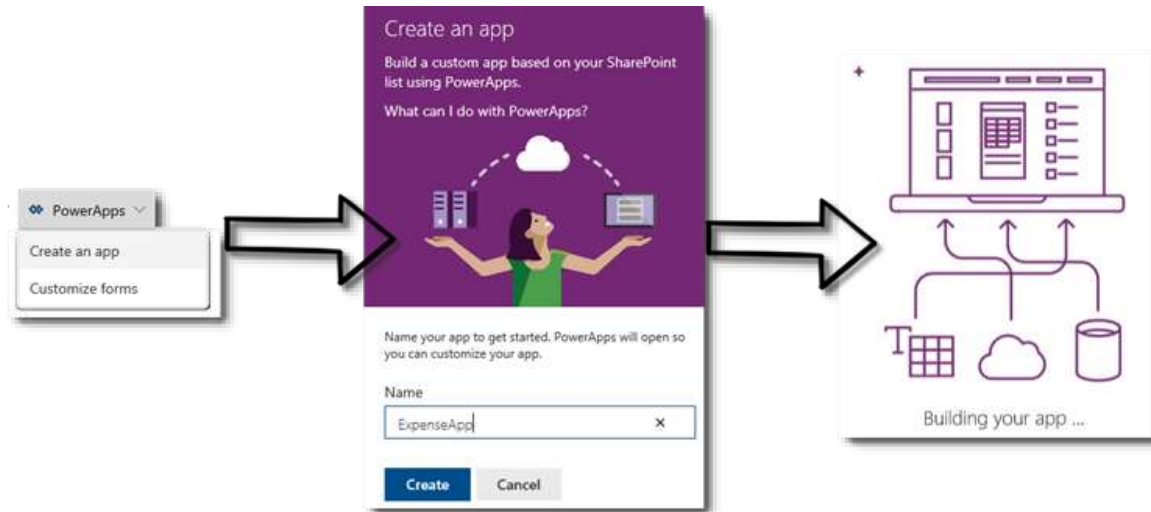 PowerApps
Create an app
Customize forms
Create an app
Build a custom app based on your SharePoint
list using PowerApps.
What can I do with PowerApps?
Name your app to get started. PowerApps will open so
you can customize your app.
Name
ExpenseApp
Create
Cancel
T
Building your app ...